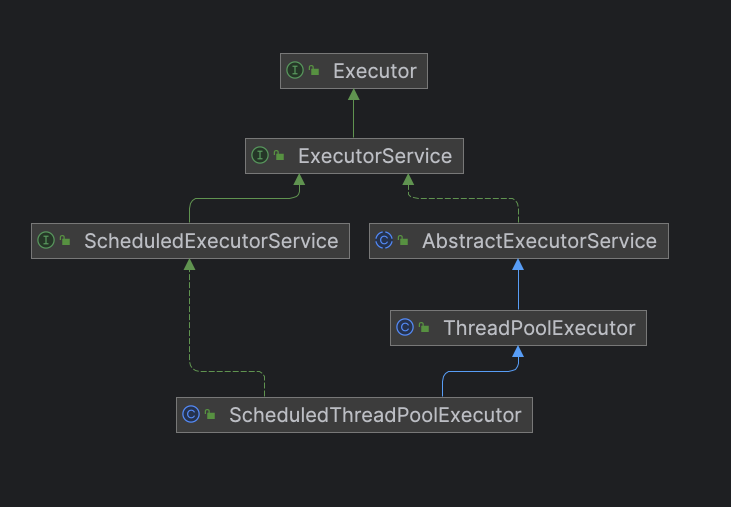 I Executor
I ExecutorService
I ScheduledExecutorService
C AbstractExecutorService
C ThreadPoolExecutor
C ScheduledThreadPoolExecutor